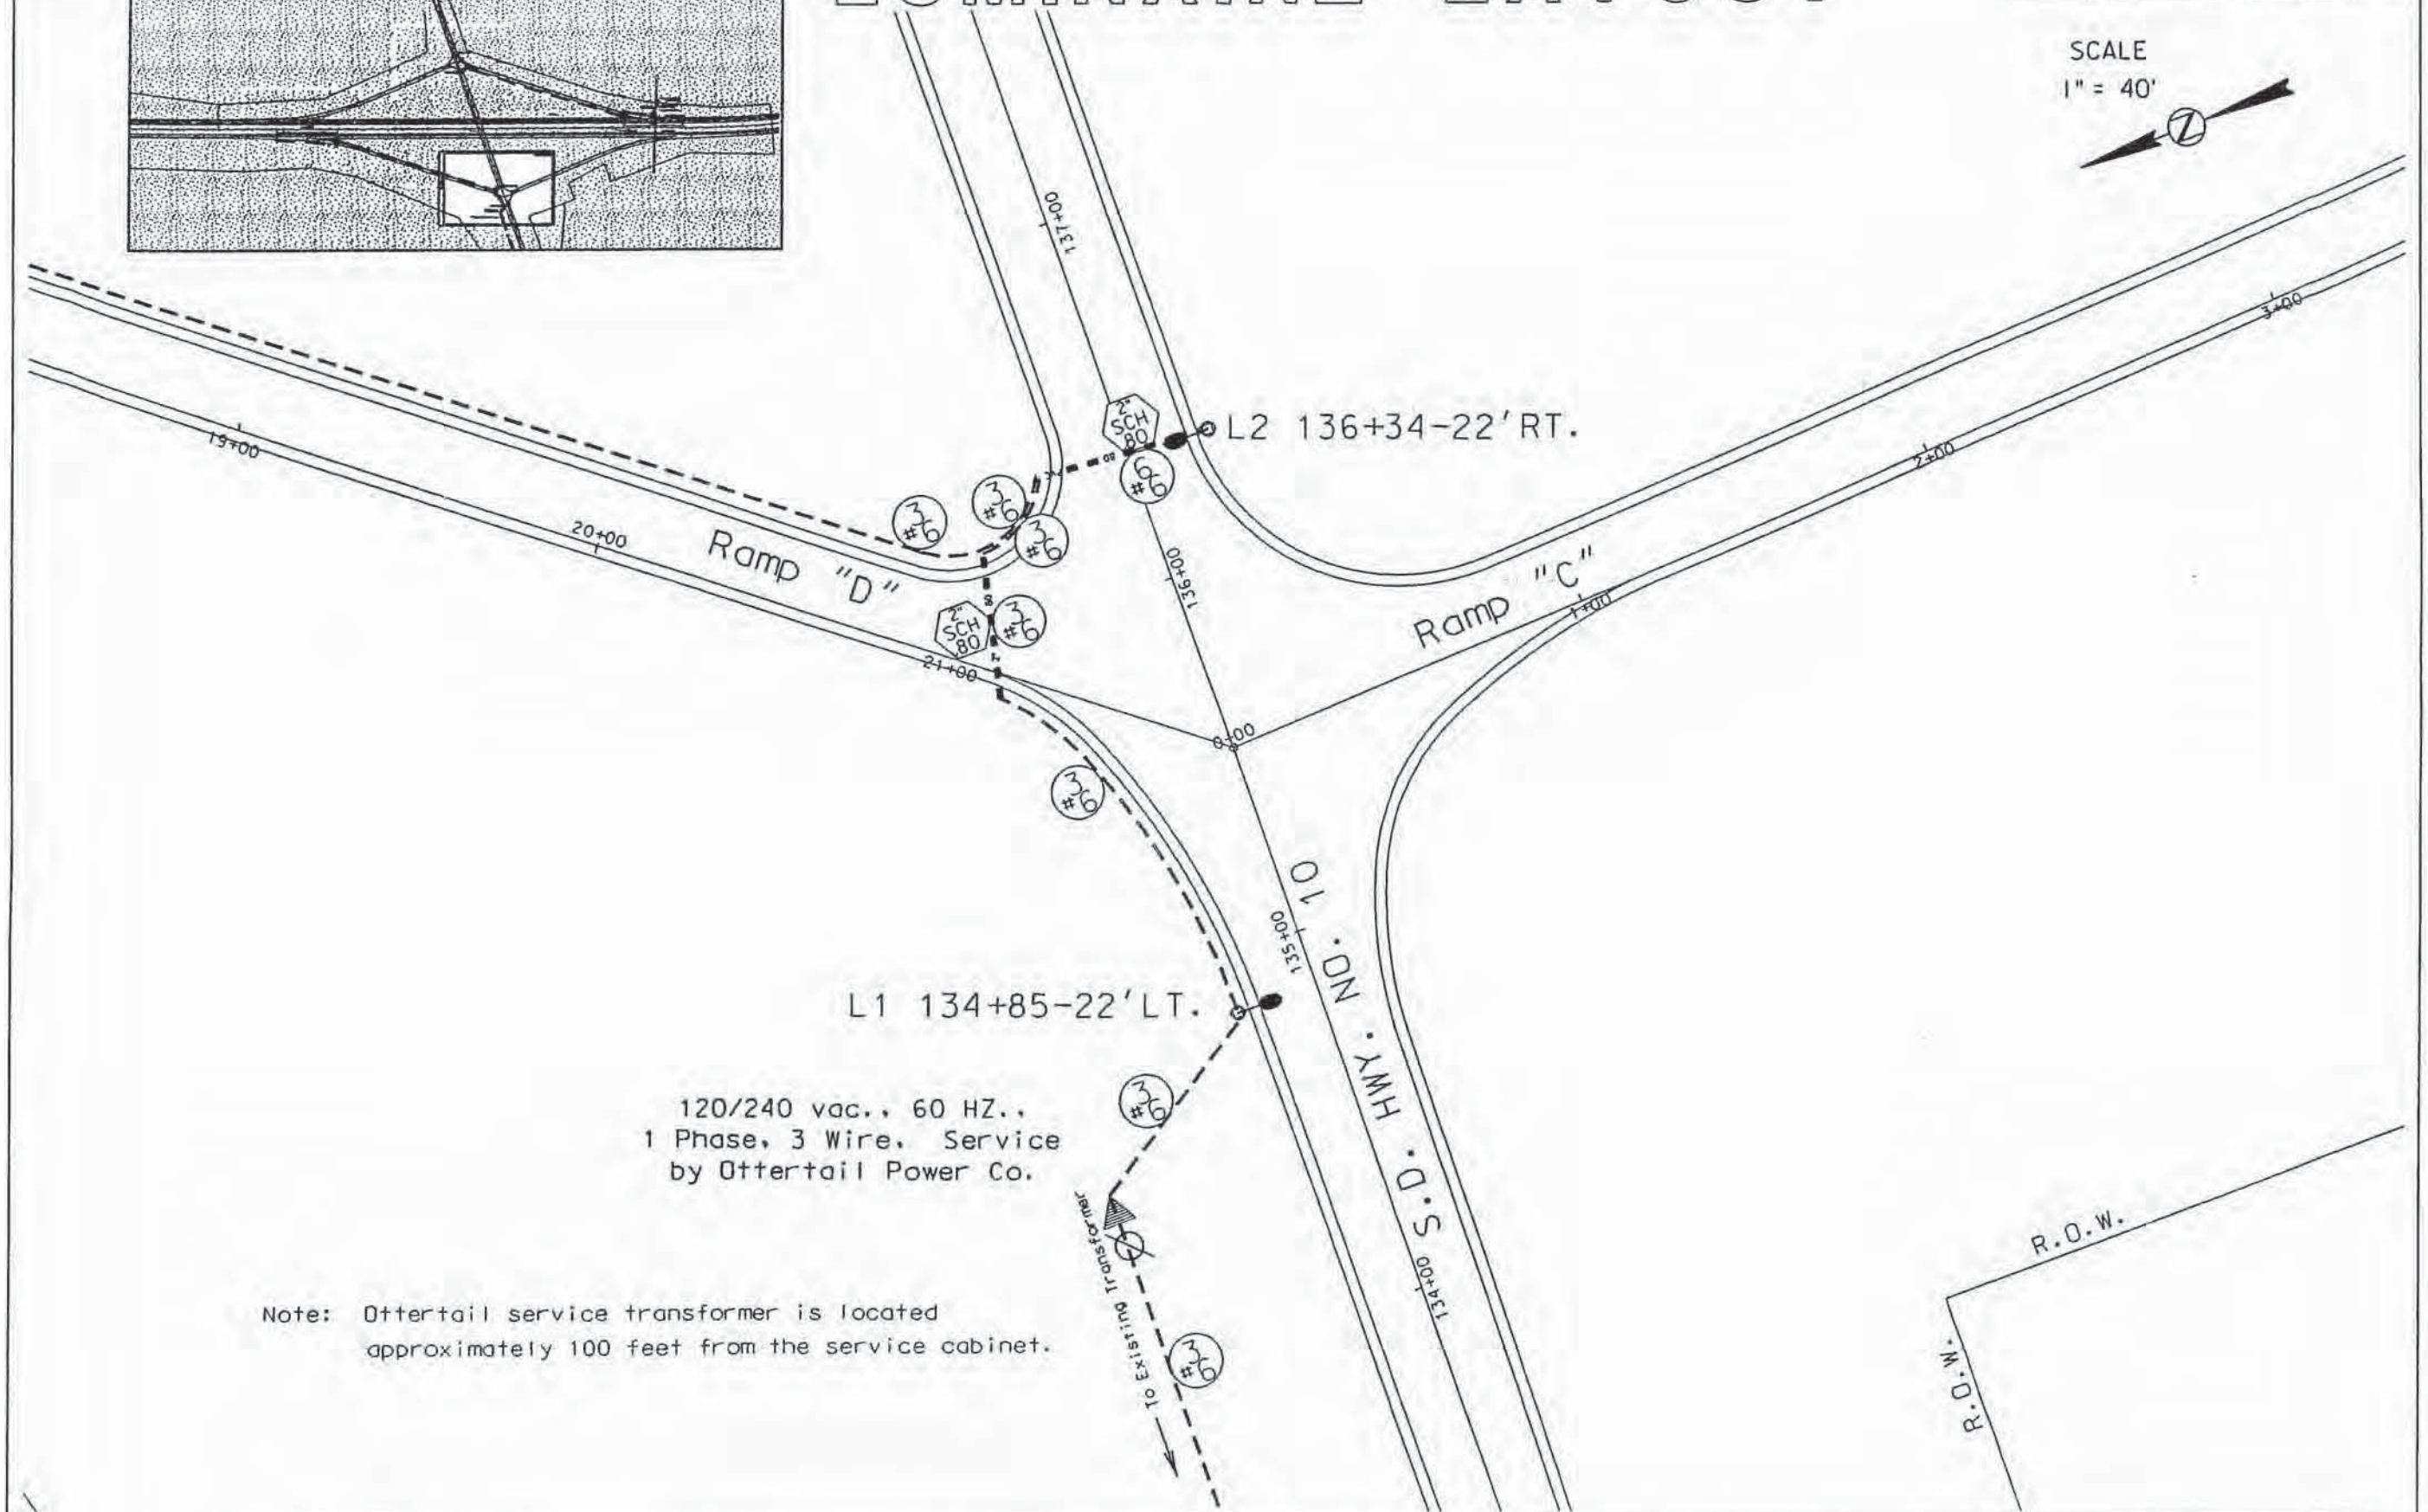 LUMINAIRE LAYOUT
SCALE
1" = 40'
Z
137+00
3+00
2"
SCH
80
L2 136+34-22'RT.
19+00
2+00
6
#6
3
#6
3
#6
3
#6
20+00
Ramp "D"
136+00
Ramp "C"
1+00
2"
SCH
80
3
#6
21+00
0+00
3
#6
135+00
S.D. HWY. NO. 10
L1 134+85-22'LT.
3
#6
120/240 vac., 60 HZ.,
1 Phase, 3 Wire, Service
by Ottertail Power Co.
To Existing Transformer
134+00
R.O.W.
R.O.W.
Note: Ottertail service transformer is located
approximately 100 feet from the service cabinet.
3
#6